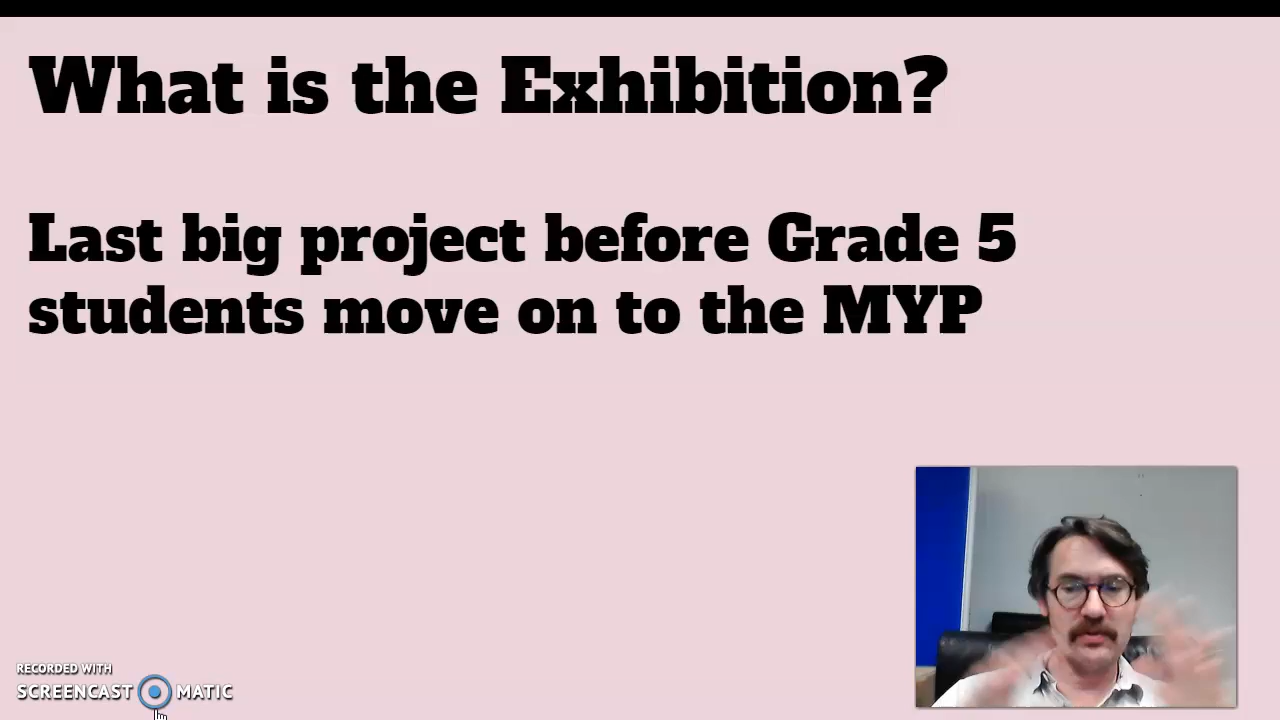 What is the Exhibition?
Last big project before Grade 5
students move on to the MYP
RECORDED WITH
SCREENCAST MATIC